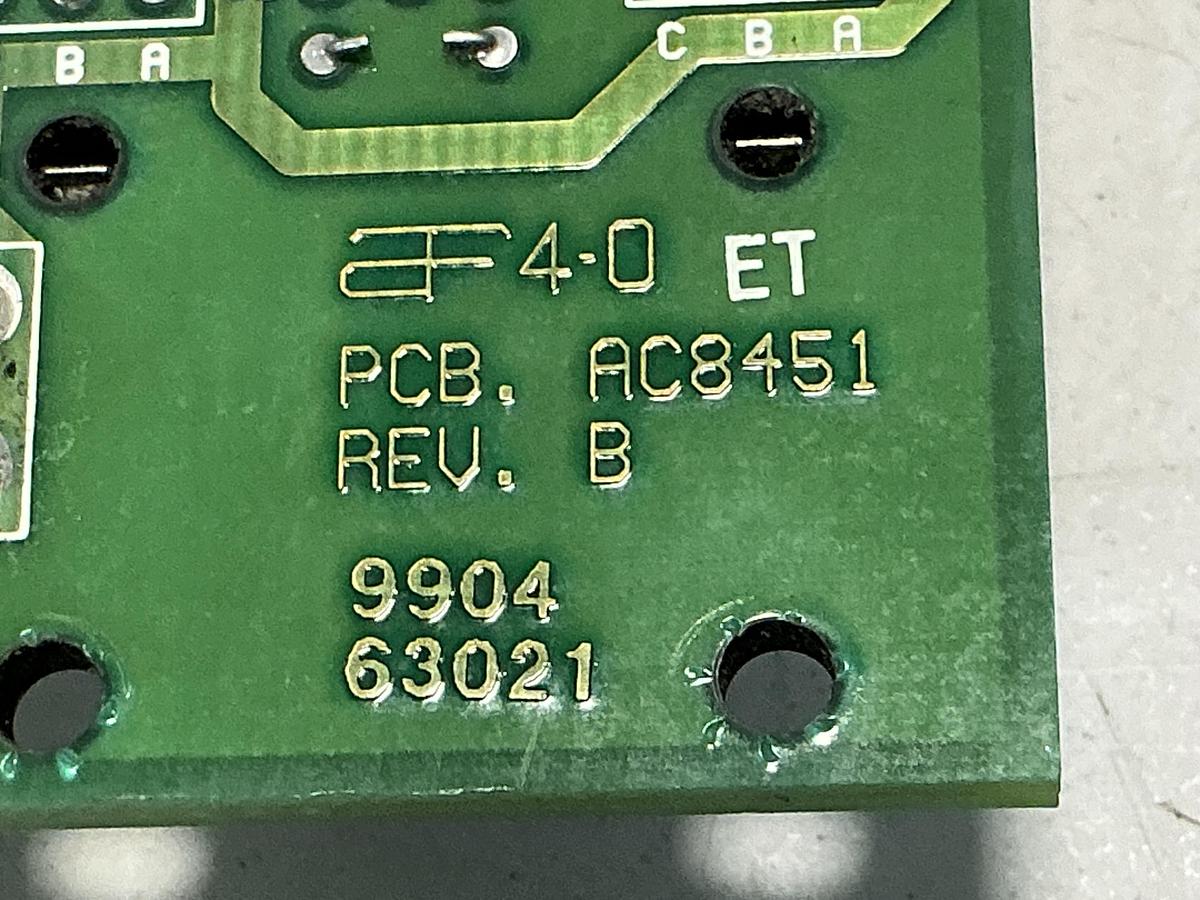 B A
C B A
4-0 ET
PCB. AC8451
REV. B
9904
63021